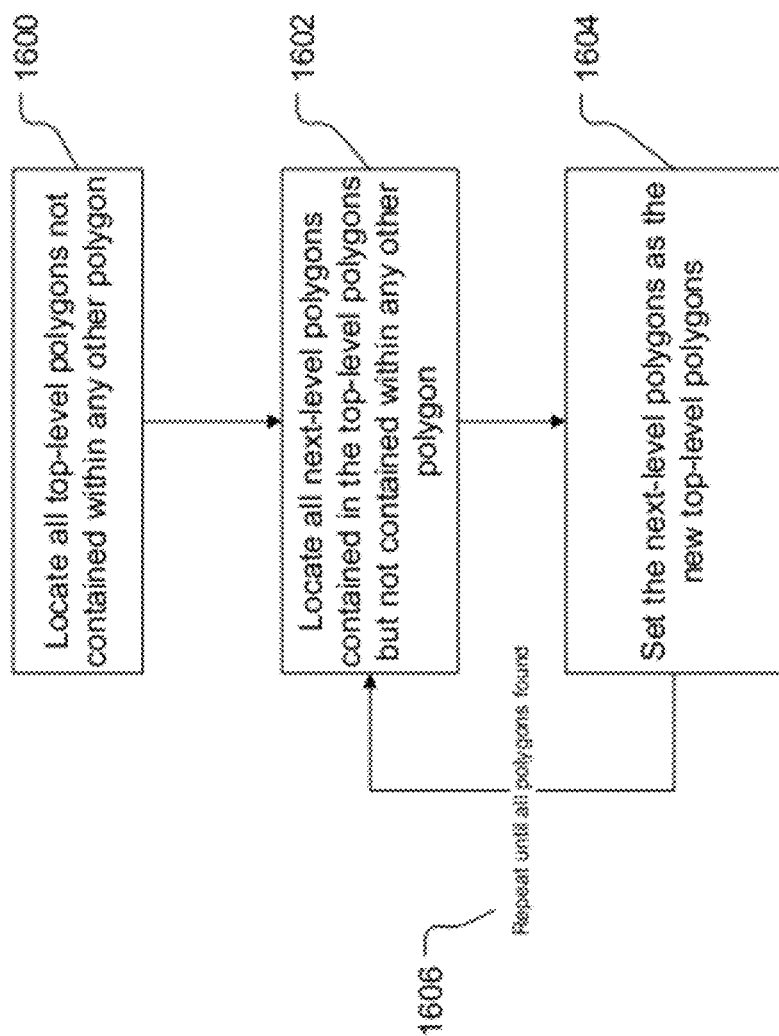 Locate all top-level polygons not
contained within any other polygon
1600
Locate all next-level polygons
contained in the top-level polygons
but not contained within any other
polygon
1602
Set the next-level polygons as the
new top-level polygons
1604
Repeat until all polygons found
1606